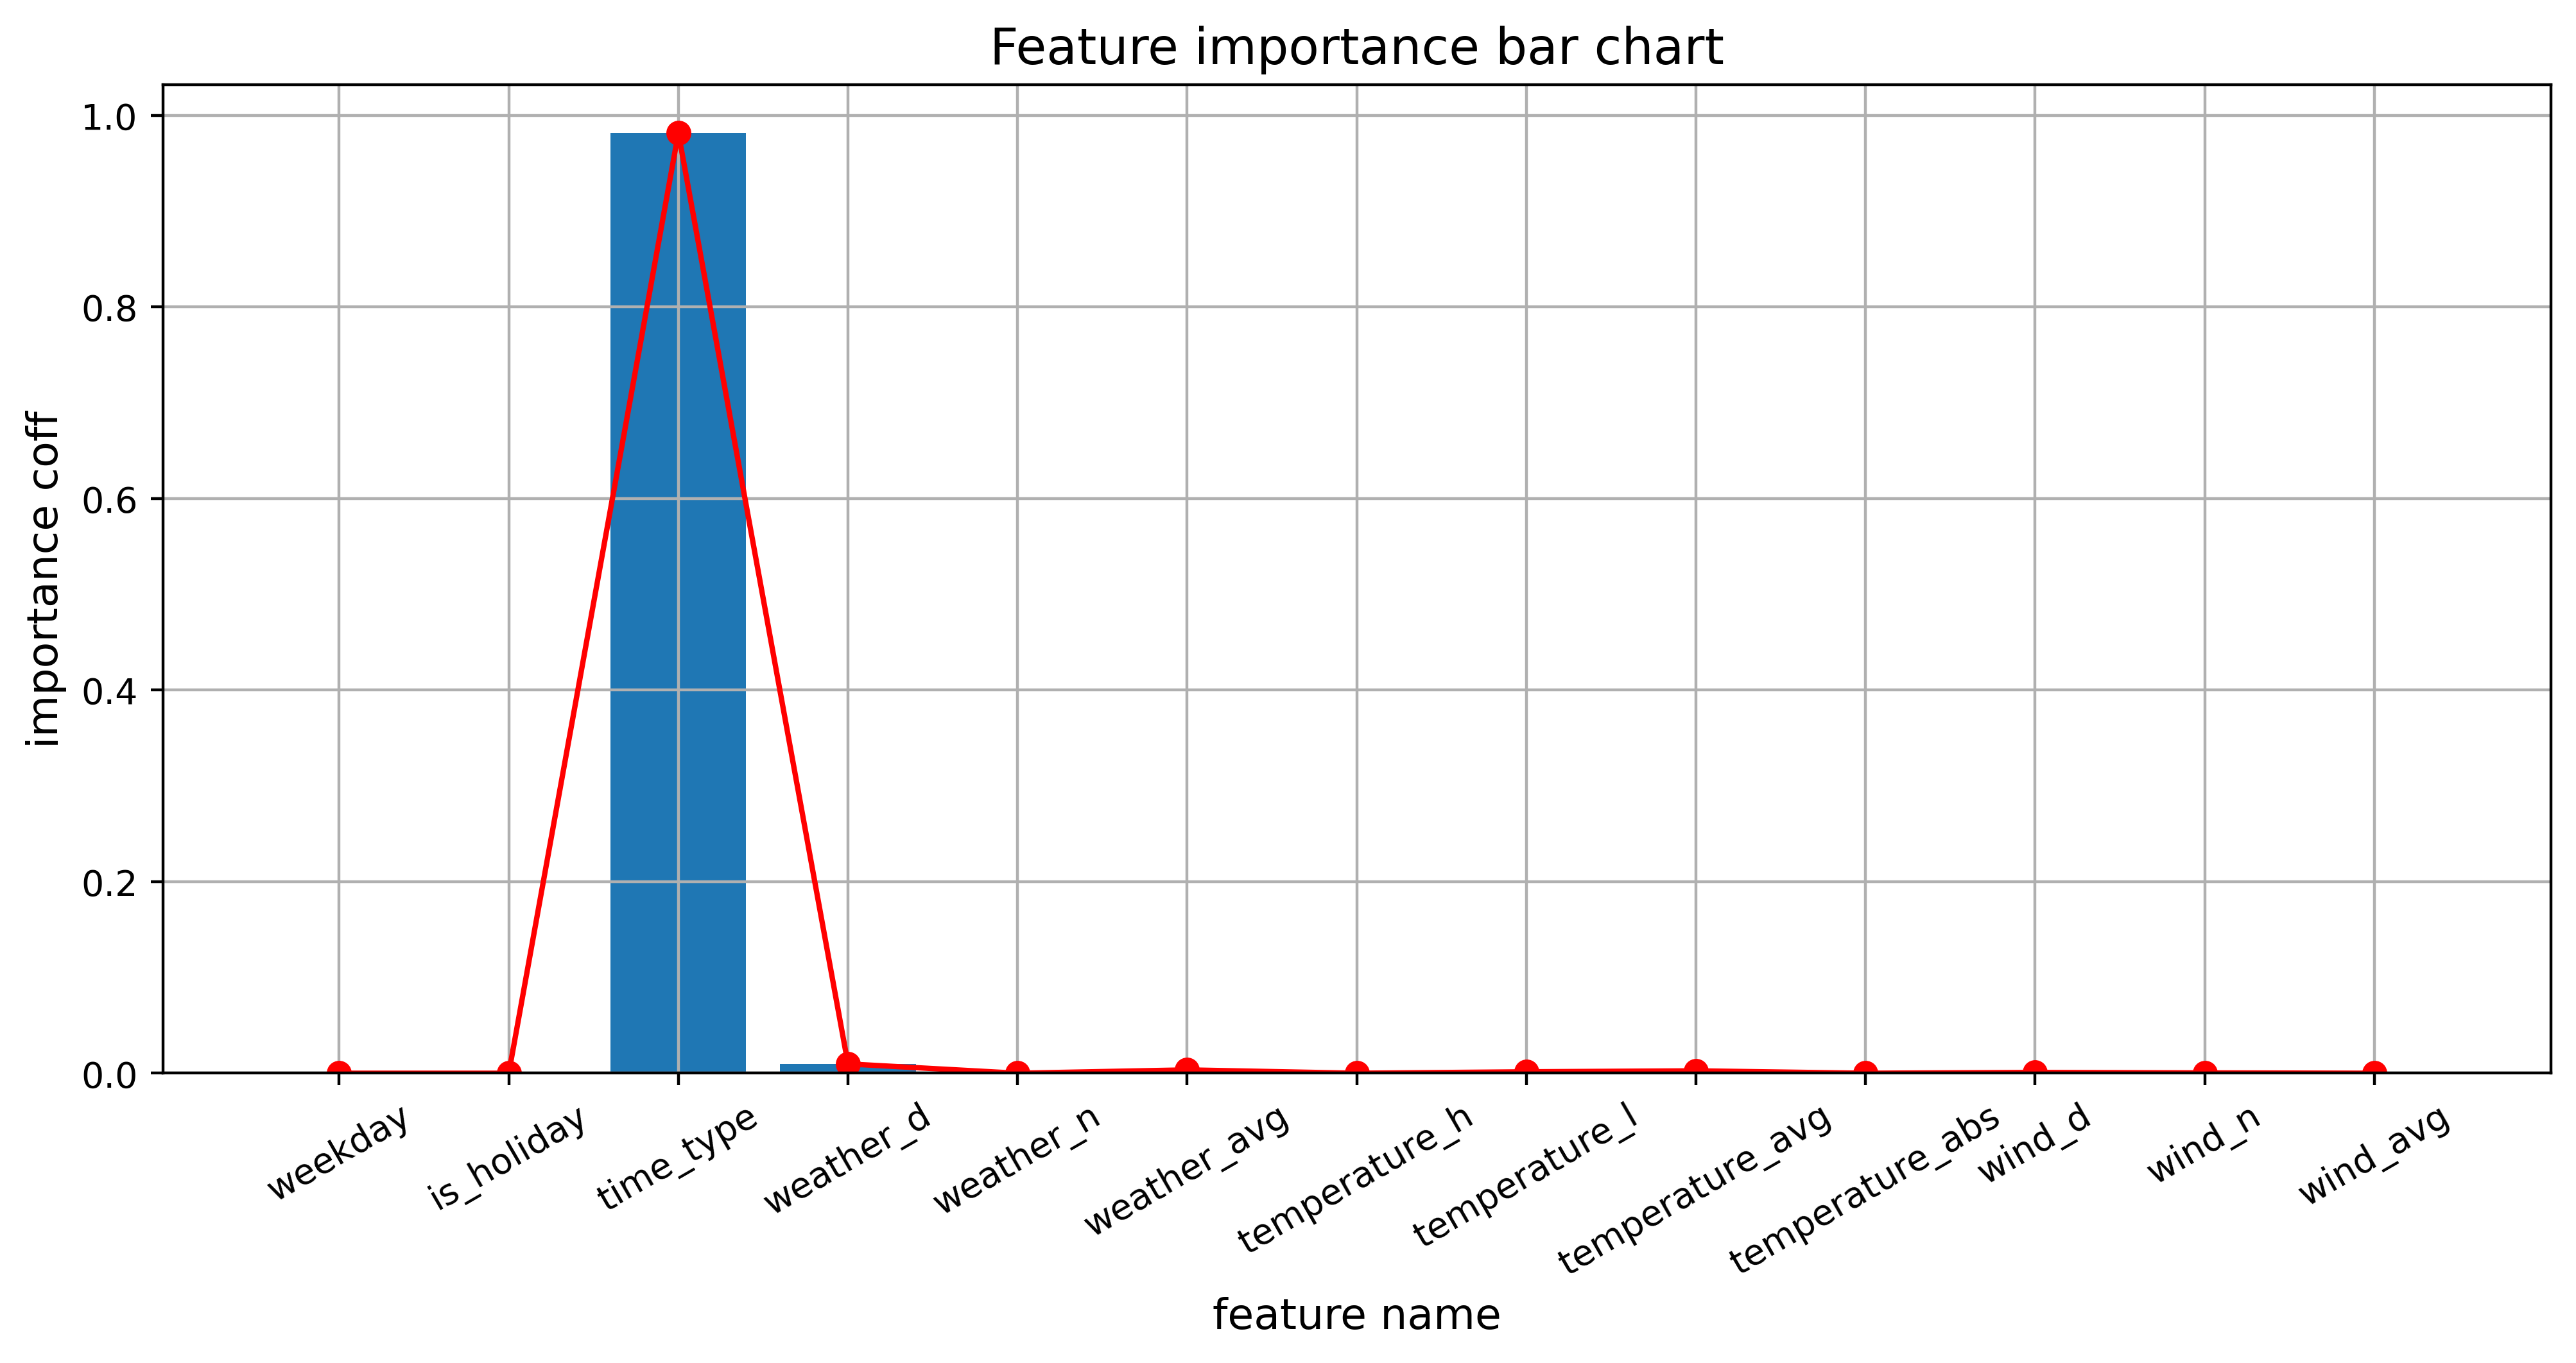 Feature importance bar chart
importance coff
1.0
0.8
0.6
0.4
0.2
0.0
weekday
is_holiday
time_type
weather_d
weather_n
weather_avg
temperature_h
temperature_l
temperature_avg
temperature_abs
wind_d
wind_n
wind_avg
feature name